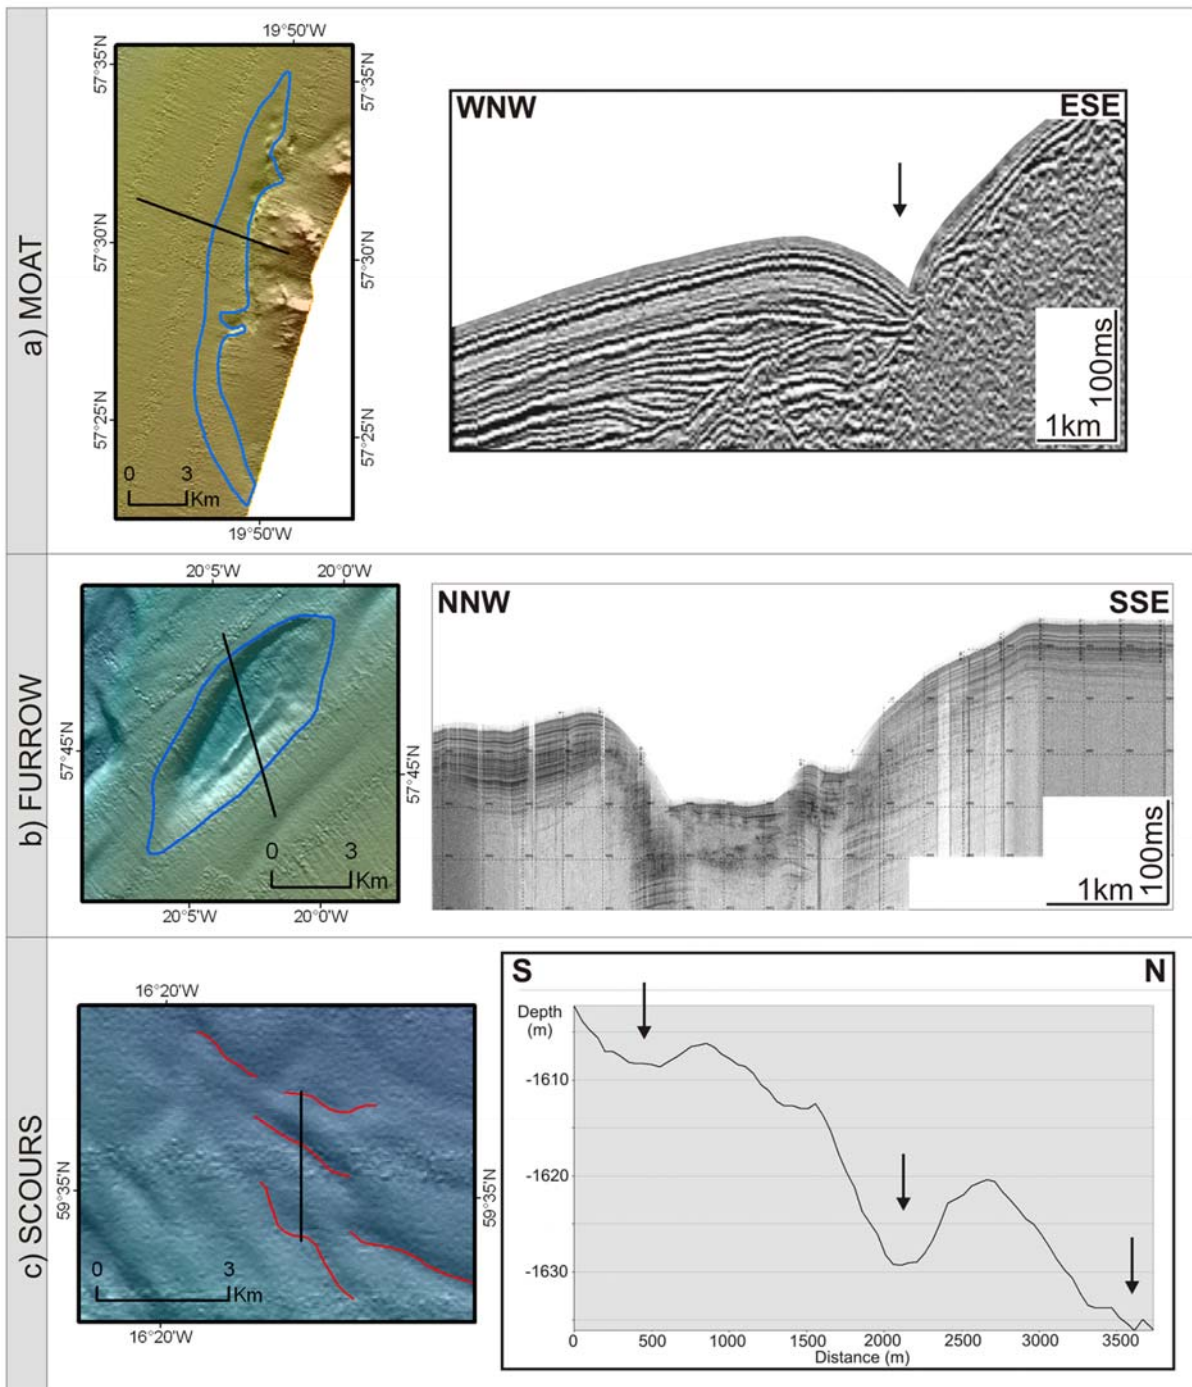 a) MOAT
19°50'W
57°35'N
57°35'N
57°30'N
57°30'N
57°25'N
57°25'N
0 3
Km
19°50'W
WNW ESE
100ms
1km
b) FURROW
20°5'W 20°0'W
57°45'N
57°45'N
0 3
Km
20°5'W 20°0'W
NNW SSE
100ms
1km
c) SCOURS
16°20'W
59°35'N
0 3
Km
16°20'W
S N
Depth
(m)
-1610
-1620
-1630
0 500 1000 1500 2000 2500 3000 3500
Distance (m)